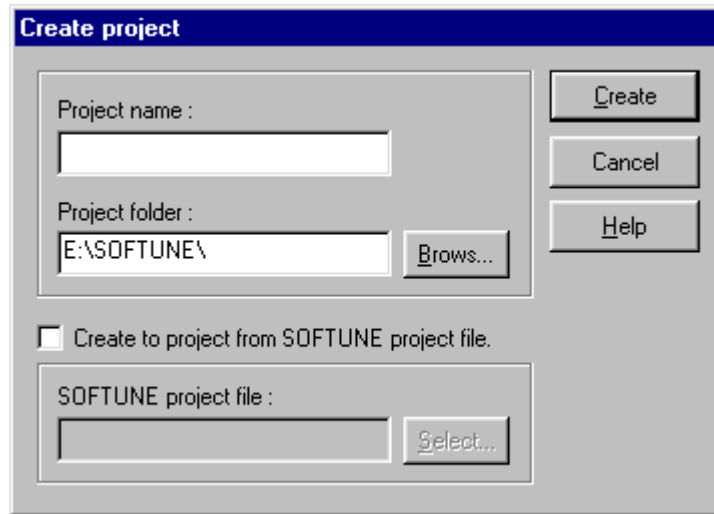 Create project
Project name :
Create
Cancel
Project folder :
Help
E:\SOFTUNE\
Brows...
Create to project from SOFTUNE project file.
SOFTUNE project file :
Select...